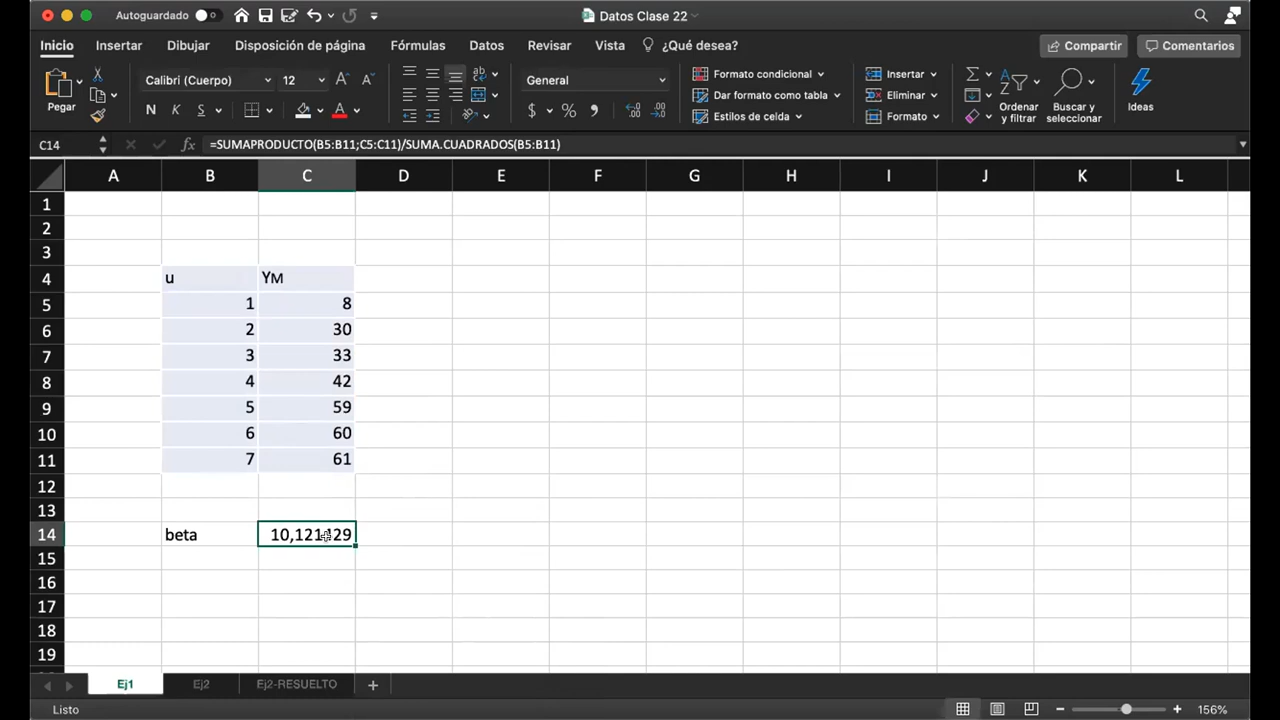 Autoguardado
Datos Clase 22
Inicio Insertar Dibujar Disposición de página Fórmulas Datos Revisar Vista ¿Qué desea? Compartir Comentarios
Pegar
Calibri (Cuerpo) 12
N K S
General
$ %
Formato condicional
Dar formato como tabla
Estilos de celda
Insertar
Eliminar
Formato
Ordenar y filtrar
Buscar y seleccionar
Ideas
C14 fx =SUMAPRODUCTO(B5:B11;C5:C11)/SUMA.CUADRADOS(B5:B11)
A B C D E F G H I J K L
1
2
3
4 u YM
5 1 8
6 2 30
7 3 33
8 4 42
9 5 59
10 6 60
11 7 61
12
13
14 beta
15
16
17
18
19
Ej1 Ej2 Ej2-RESUELTO +
Listo 156%